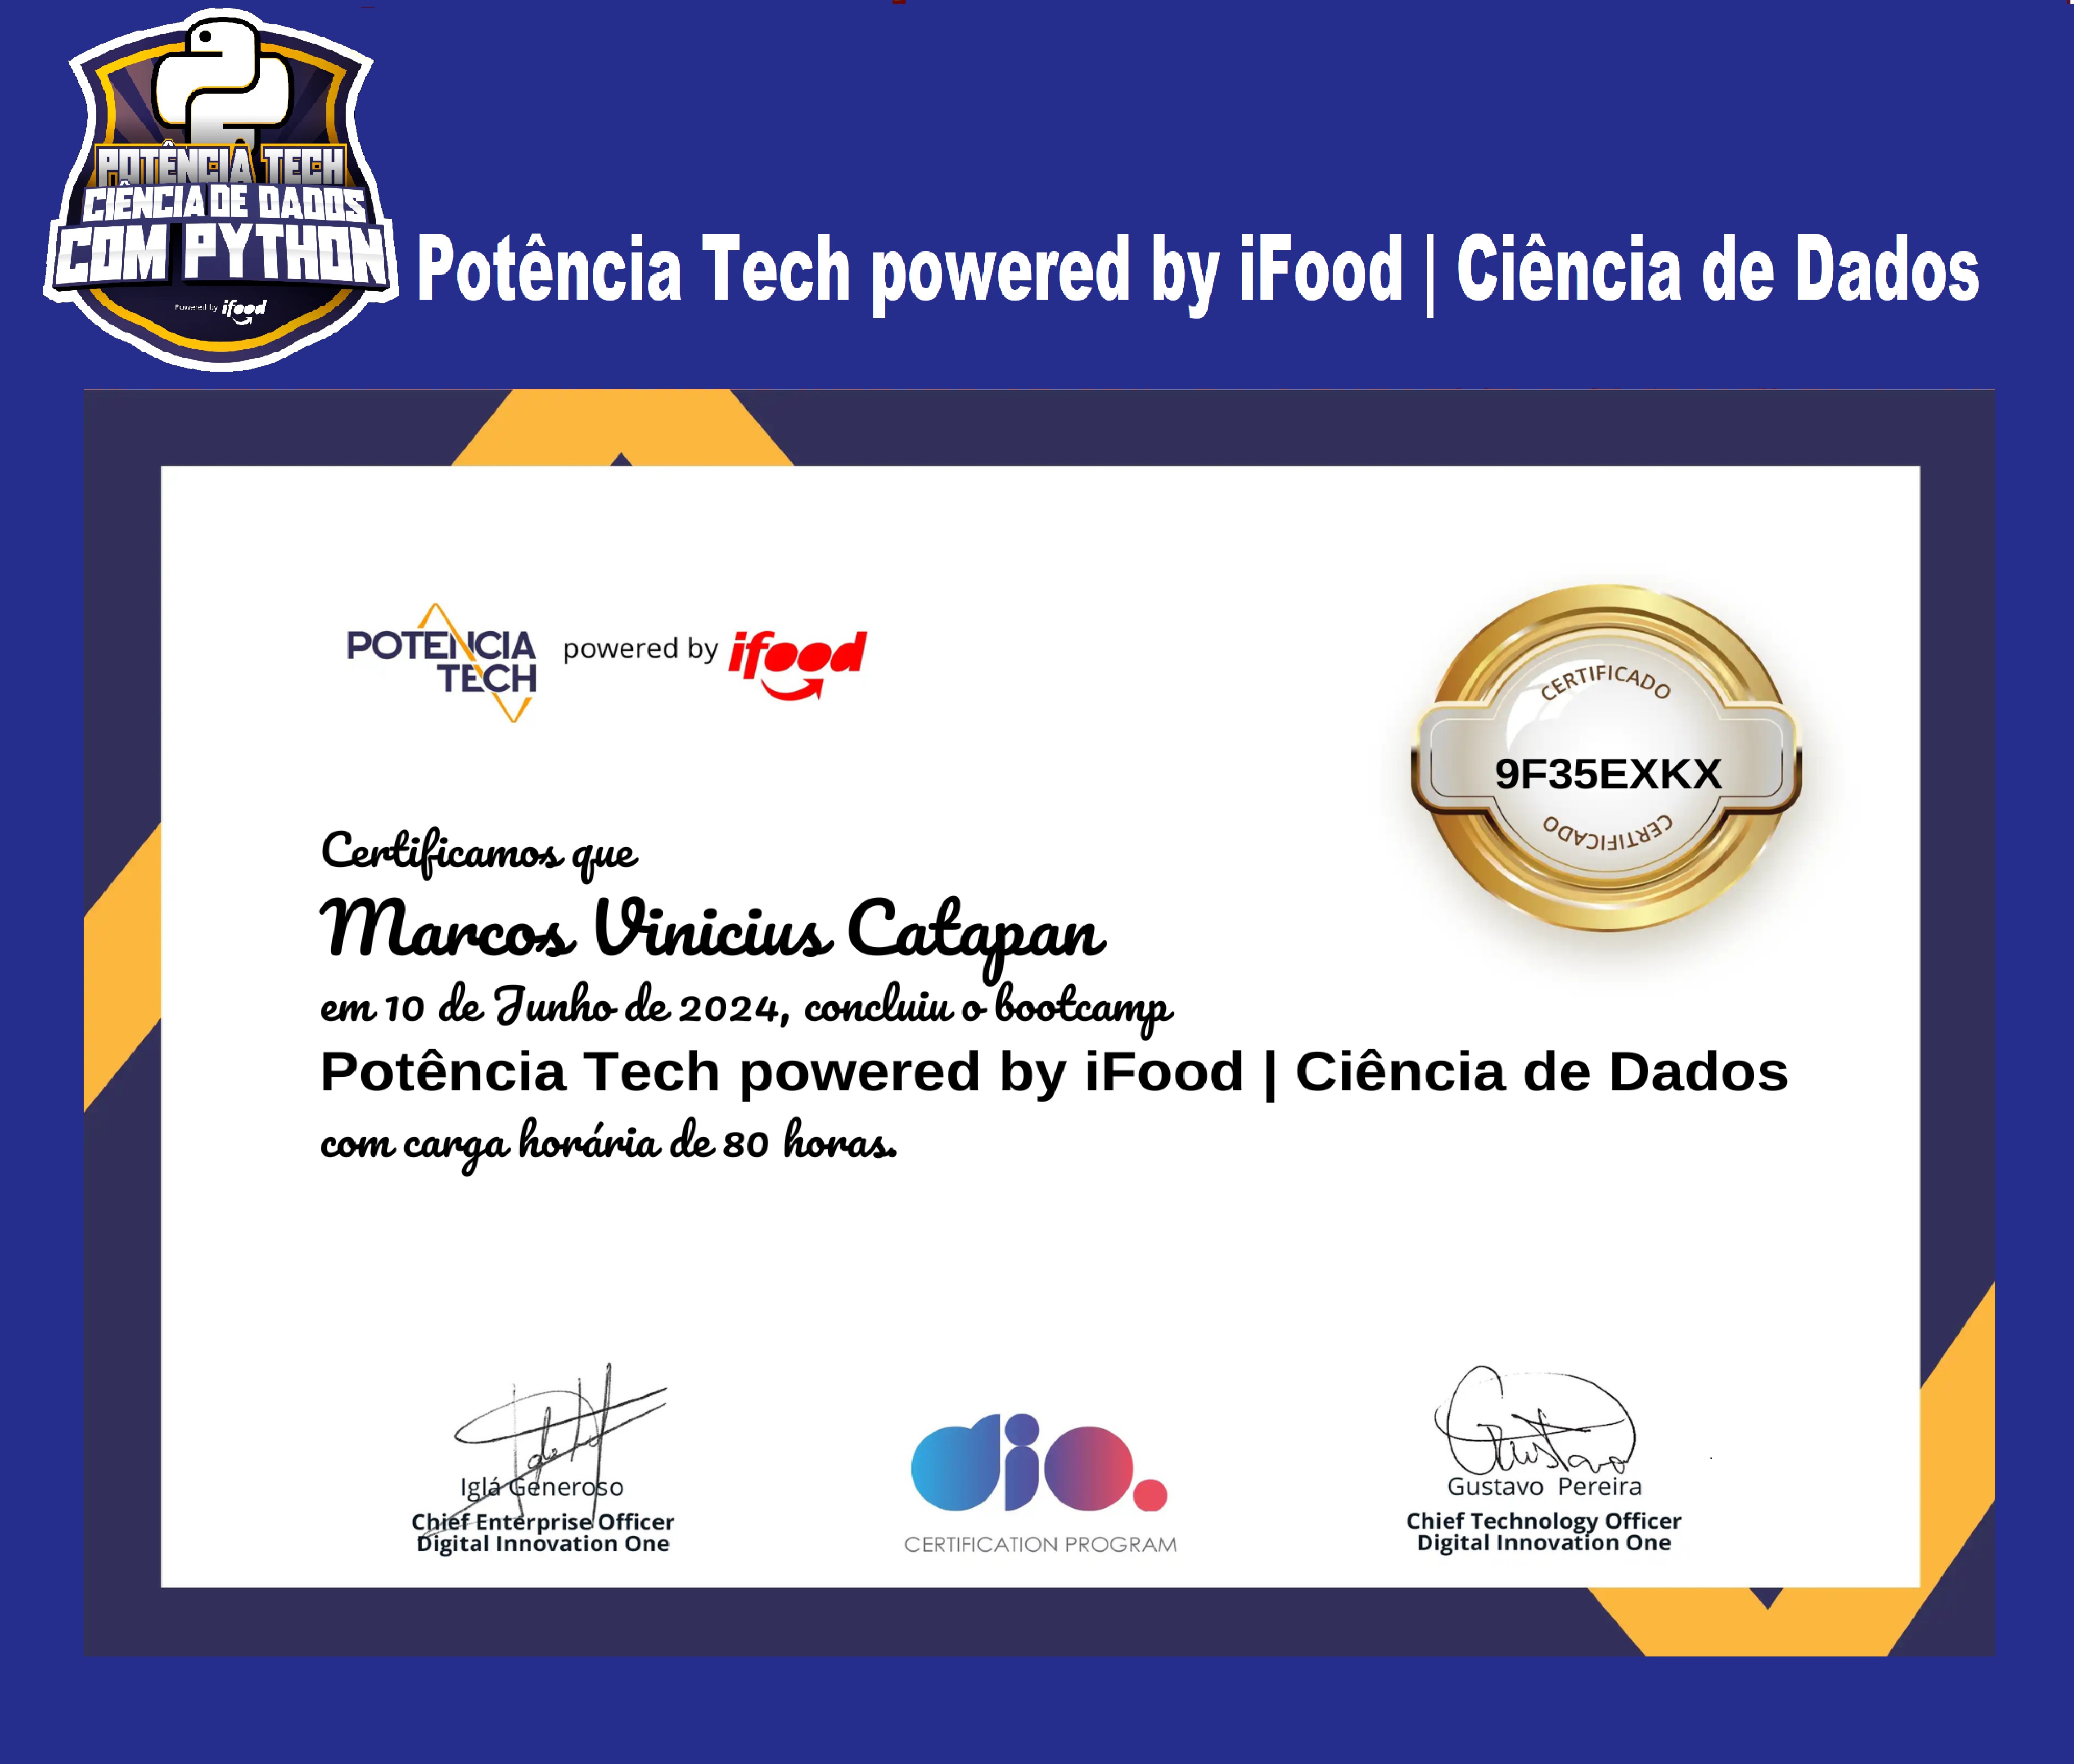 POTÊNCIA TECH
CIÊNCIA DE DADOS
COM PYTHON
Powered by ifood
Potência Tech powered by iFood | Ciência de Dados
POTENCIA
TECH
powered by ifood
CERTIFICADO
9F35EXKX
CERTIFICADO
Certificamos que
Marcos Vinicius Catapan
em 10 de Junho de 2024, concluiu o bootcamp
Potência Tech powered by iFood | Ciência de Dados
com carga horária de 80 horas.
Iglá Generoso
Chief Enterprise Officer
Digital Innovation One
dio.
CERTIFICATION PROGRAM
Gustavo
Gustavo Pereira
Chief Technology Officer
Digital Innovation One